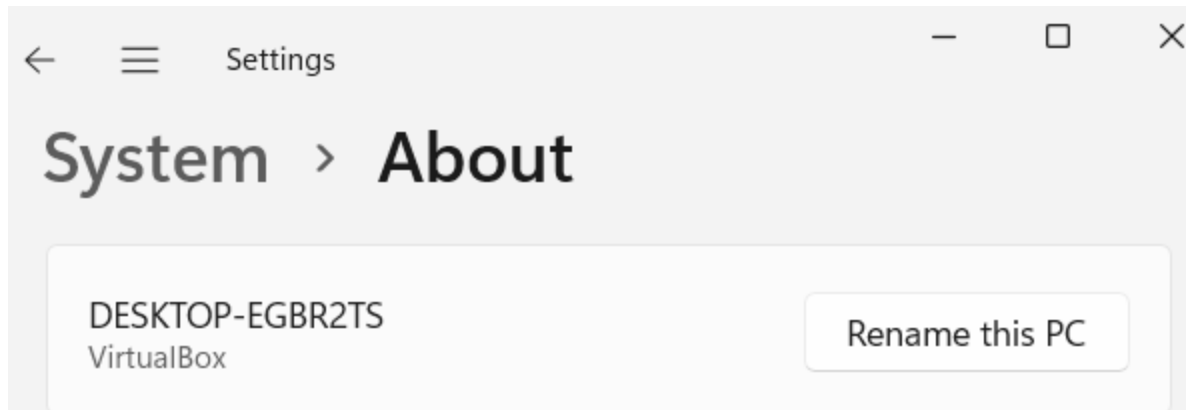 Settings
System > About
DESKTOP-EGBR2TS
VirtualBox
Rename this PC